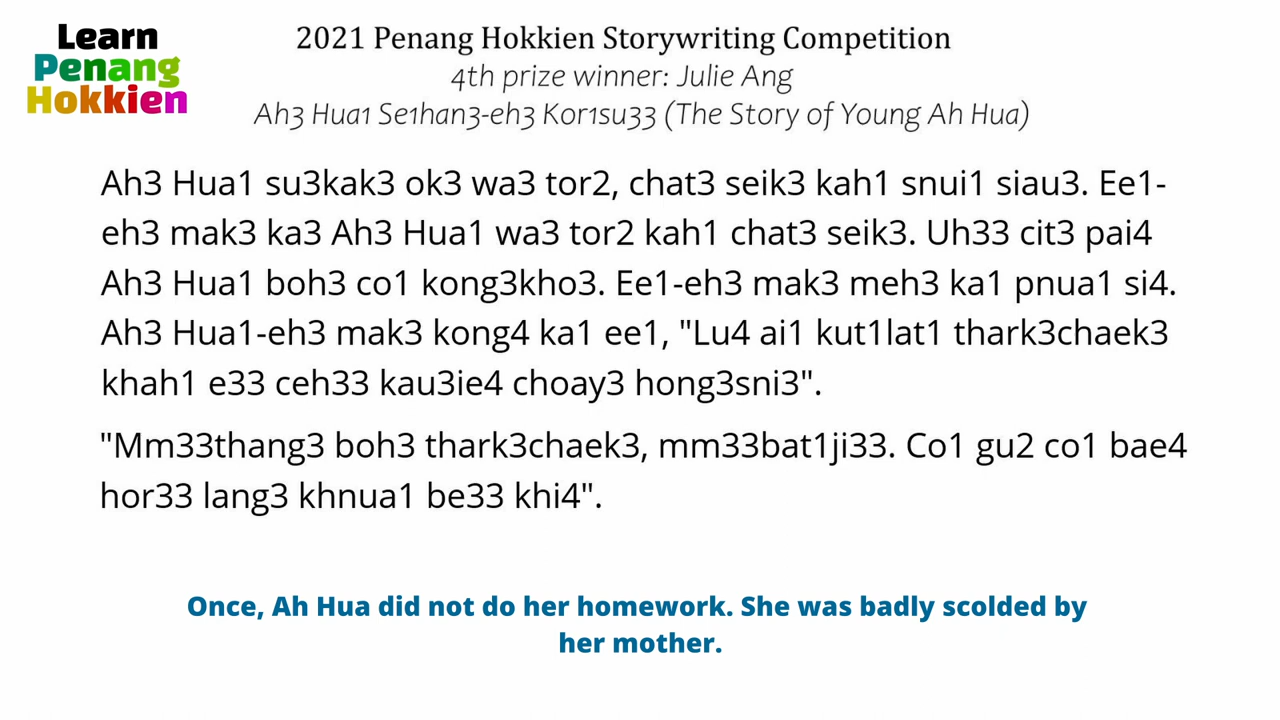 Learn
Penang
Hokkien
2021 Penang Hokkien Storywriting Competition
4th prize winner: Julie Ang
Ah3 Hua1 Se1han3-eh3 Kor1su33 (The Story of Young Ah Hua)
Ah3 Hua1 su3kak3 ok3 wa3 tor2, chat3 seik3 kah1 snui1 siau3. Ee1-
eh3 mak3 ka3 Ah3 Hua1 wa3 tor2 kah1 chat3 seik3. Uh33 cit3 pai4
Ah3 Hua1 boh3 co1 kong3kho3. Ee1-eh3 mak3 meh3 ka1 pnua1 si4.
Ah3 Hua1-eh3 mak3 kong4 ka1 ee1, "Lu4 ai1 kut1lat1 thark3chaek3
khah1 e33 ceh33 kau3ie4 choay3 hong3sni3".
"Mm33thang3 boh3 thark3chaek3, mm33bat1ji33. Co1 gu2 co1 bae4
hor33 lang3 khnua1 be33 khi4".
Once, Ah Hua did not do her homework. She was badly scolded by
her mother.